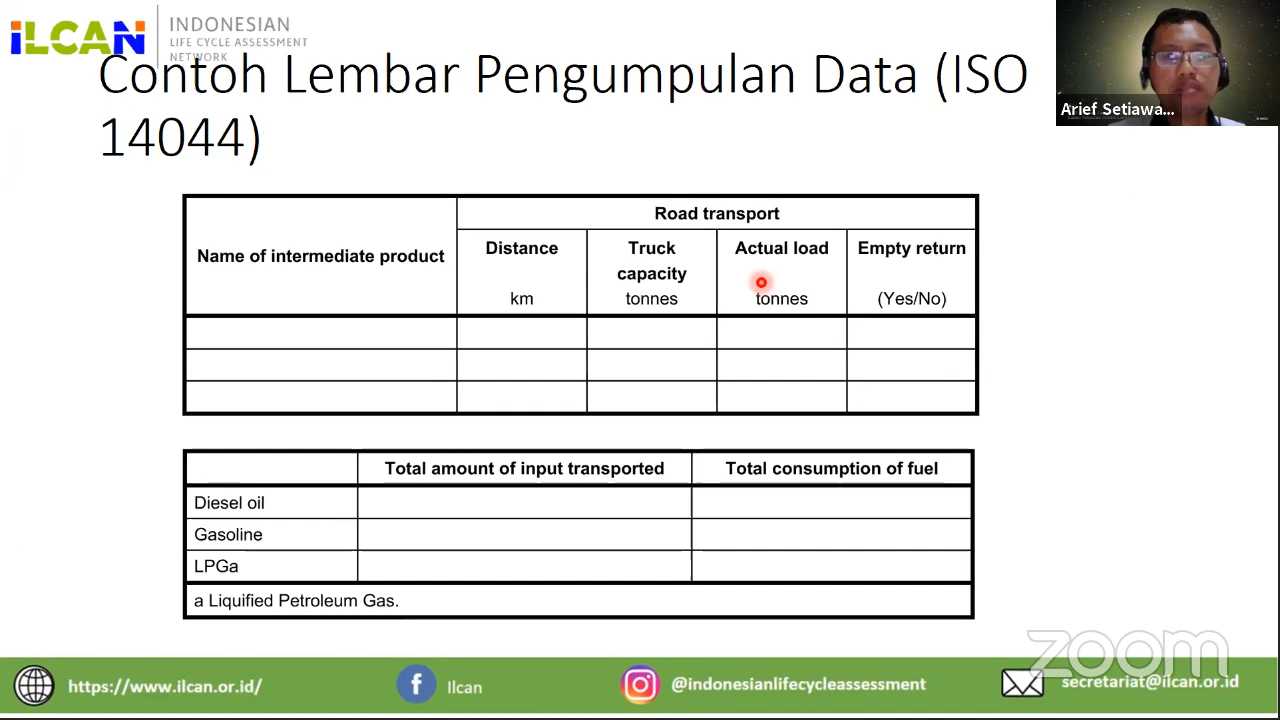 iLCAN
INDONESIAN
LIFE CYCLE ASSESSMENT
NETWORK
Contoh Lembar Pengumpulan Data (ISO
14044)
Arief Setiawa...
Name of intermediate product
Road transport
Distance
km
Truck
capacity
tonnes
Actual load
tonnes
Empty return
(Yes/No)
Total amount of input transported
Total consumption of fuel
Diesel oil
Gasoline
LPGa
a Liquified Petroleum Gas.
zoom
https://www.ilcan.or.id/
Ilcan
@indonesianlifecycleassessment
secretariat@ilcan.or.id